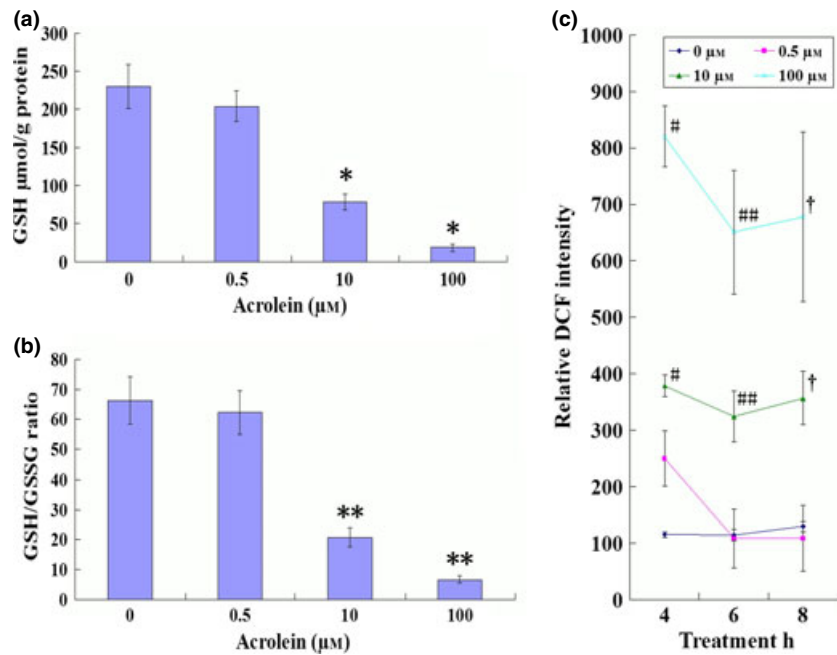 (a)
300
250
200
150
100
50
0
GSH µmol/g protein
*
*
0 0.5 10 100
Acrolein (µM)
(b)
80
70
60
50
40
30
20
10
0
GSH/GSSG ratio
**
**
0 0.5 10 100
Acrolein (µM)
(c)
1000
900
800
700
600
500
400
300
200
100
0
Relative DCF intensity
0 µM 0.5 µM
10 µM 100 µM
#
##
†
#
##
†
4 6 8
Treatment h